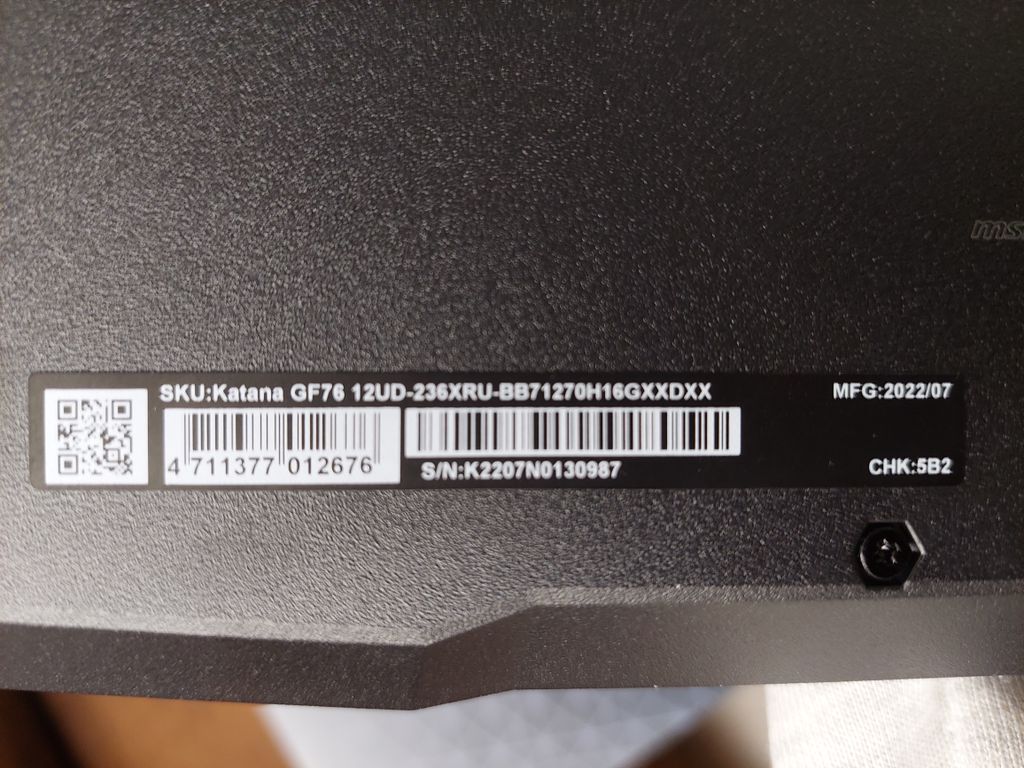 msi
SKU:Katana GF76 12UD-236XRU-BB71270H16GXXDXX
MFG:2022/07
4 711377 012676
S/N:K2207N0130987
CHK:5B2